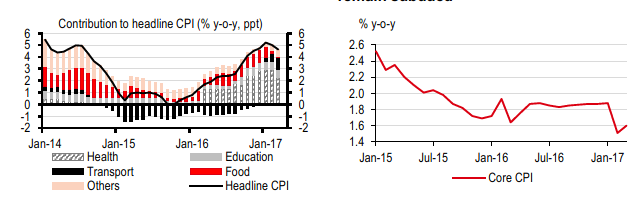 Contribution to headline CPI (% y-o-y, ppt)
6 6
5 5
4 4
3 3
2 2
1 1
0 0
-1 -1
-2 -2
Jan-14 Jan-15 Jan-16 Jan-17
Health Education
Transport Food
Others Headline CPI
% y-o-y
2.6
2.4
2.2
2.0
1.8
1.6
1.4
Jan-15 Jul-15 Jan-16 Jul-16 Jan-17
Core CPI